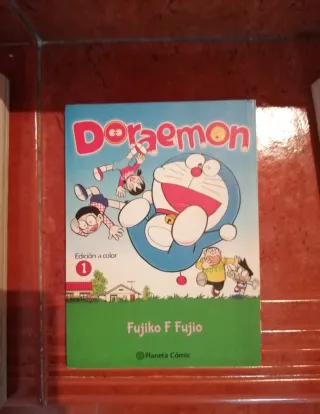 Doraemon
Edición a color
1
Fujiko F Fujio
Planeta Cómic